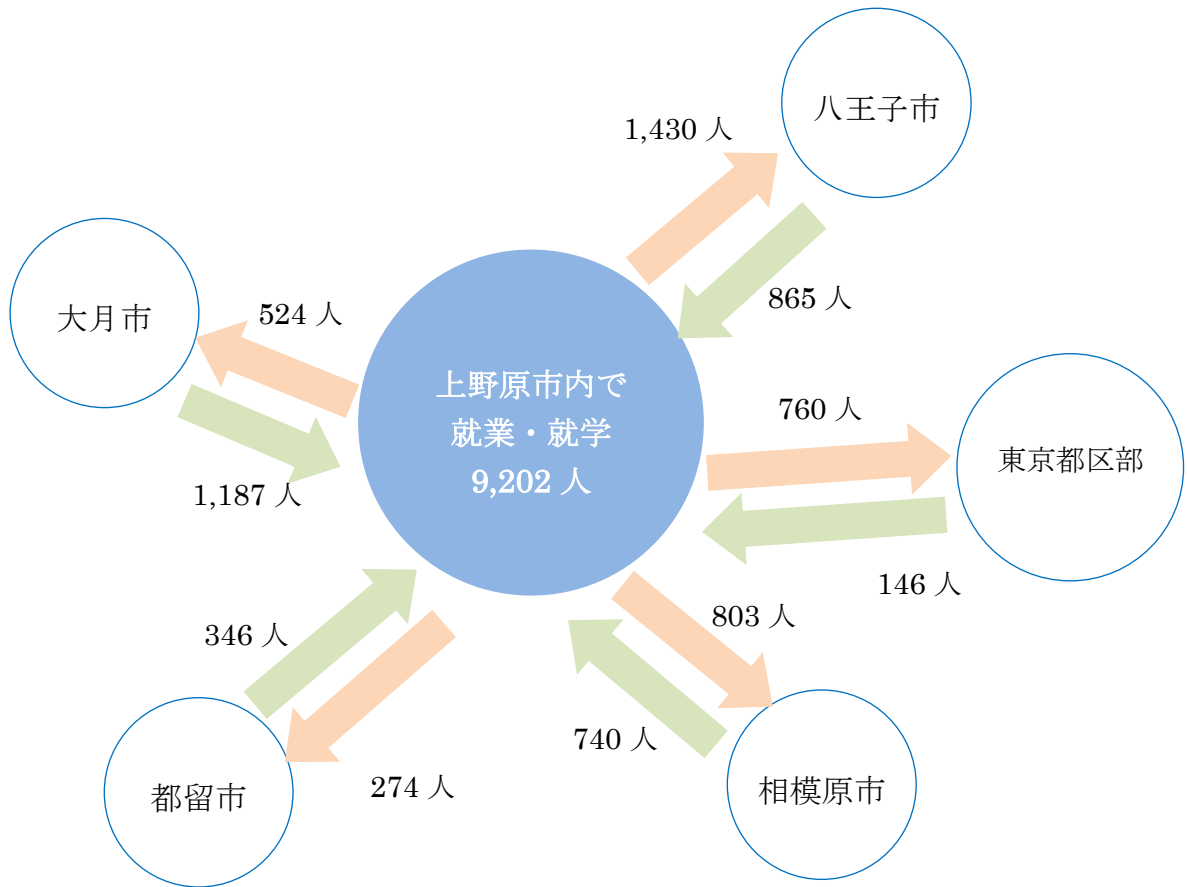 八王子市
1,430 人
865 人
大月市
524 人
1,187 人
上野原市内で
就業・就学
9,202 人
760 人
東京都区部
146 人
346 人
803 人
740 人
274 人
都留市
相模原市